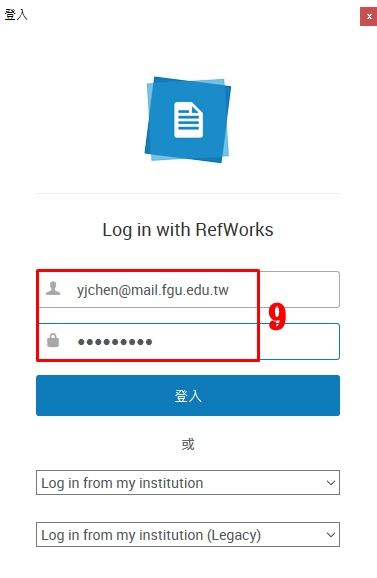 登入
x
Log in with RefWorks
yjchen@mail.fgu.edu.tw
●●●●●●●●●
9
登入
或
Log in from my institution
Log in from my institution (Legacy)